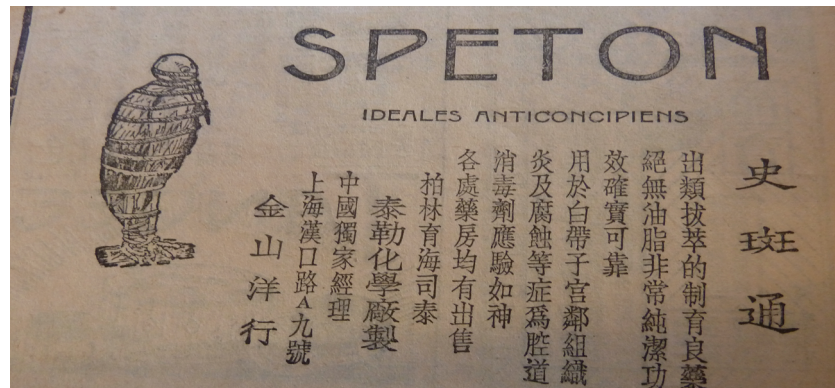 SPETON
IDEALES ANTICONCIPIENS
史斑通
出類拔萃的制育良藥
絕無油脂非常純潔功
效確實可靠
用於白帶子宮鄰組織
炎及腐蝕等症爲腔道
消毒劑應驗如神
各處藥房均有出售
柏林育海司泰
泰勒化學廠製
中國獨家經理
上海漢口路A九號
金山洋行